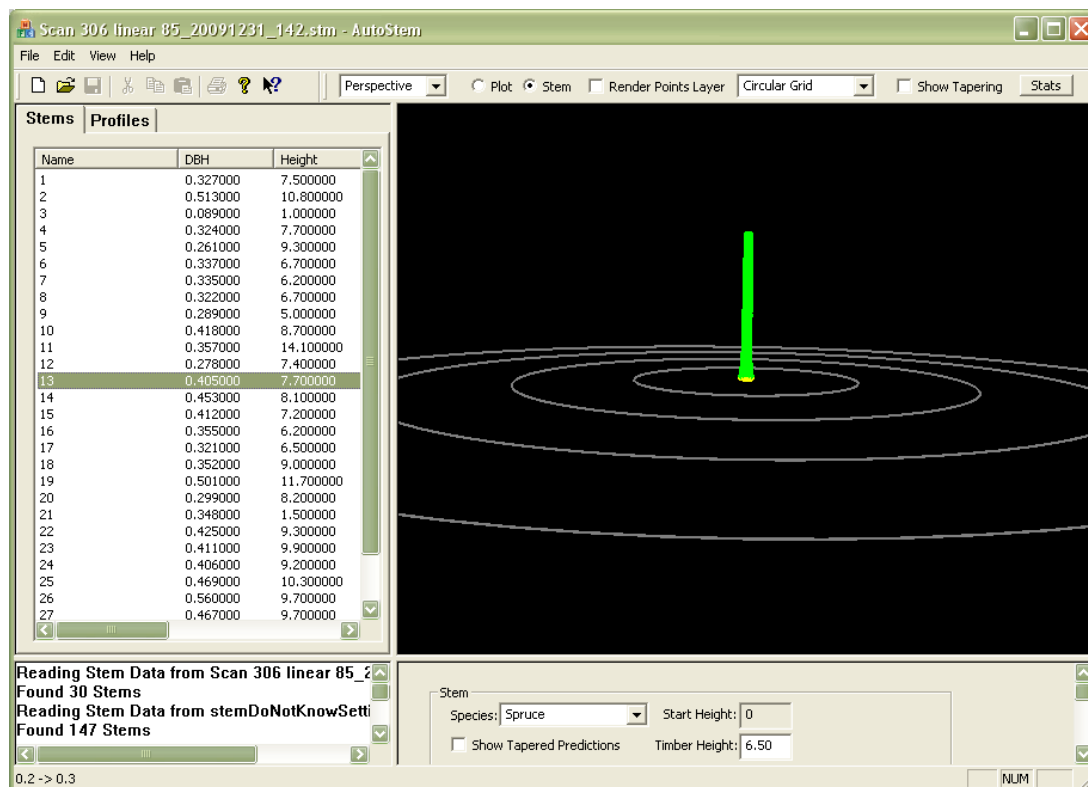 Scan 306 linear 85_20091231_142.stm - AutoStem
File Edit View Help
Perspective Plot Stem Render Points Layer Circular Grid Show Tapering Stats
Stems Profiles
Name DBH Height
1 0.327000 7.500000
2 0.513000 10.800000
3 0.089000 1.000000
4 0.324000 7.700000
5 0.261000 9.300000
6 0.337000 6.700000
7 0.335000 6.200000
8 0.322000 6.700000
9 0.289000 5.000000
10 0.418000 8.700000
11 0.357000 14.100000
12 0.278000 7.400000
13 0.405000 7.700000
14 0.453000 8.100000
15 0.412000 7.200000
16 0.355000 6.200000
17 0.321000 6.500000
18 0.352000 9.000000
19 0.501000 11.700000
20 0.299000 8.200000
21 0.348000 1.500000
22 0.425000 9.300000
23 0.411000 9.900000
24 0.406000 9.200000
25 0.469000 10.300000
26 0.560000 9.700000
27 0.467000 9.700000
Reading Stem Data from Scan 306 linear 85_2
Found 30 Stems
Reading Stem Data from stemDoNotKnowSetti
Found 147 Stems
Stem
Species: Spruce Start Height: 0
Show Tapered Predictions Timber Height: 6.50
0.2 -> 0.3 NUM